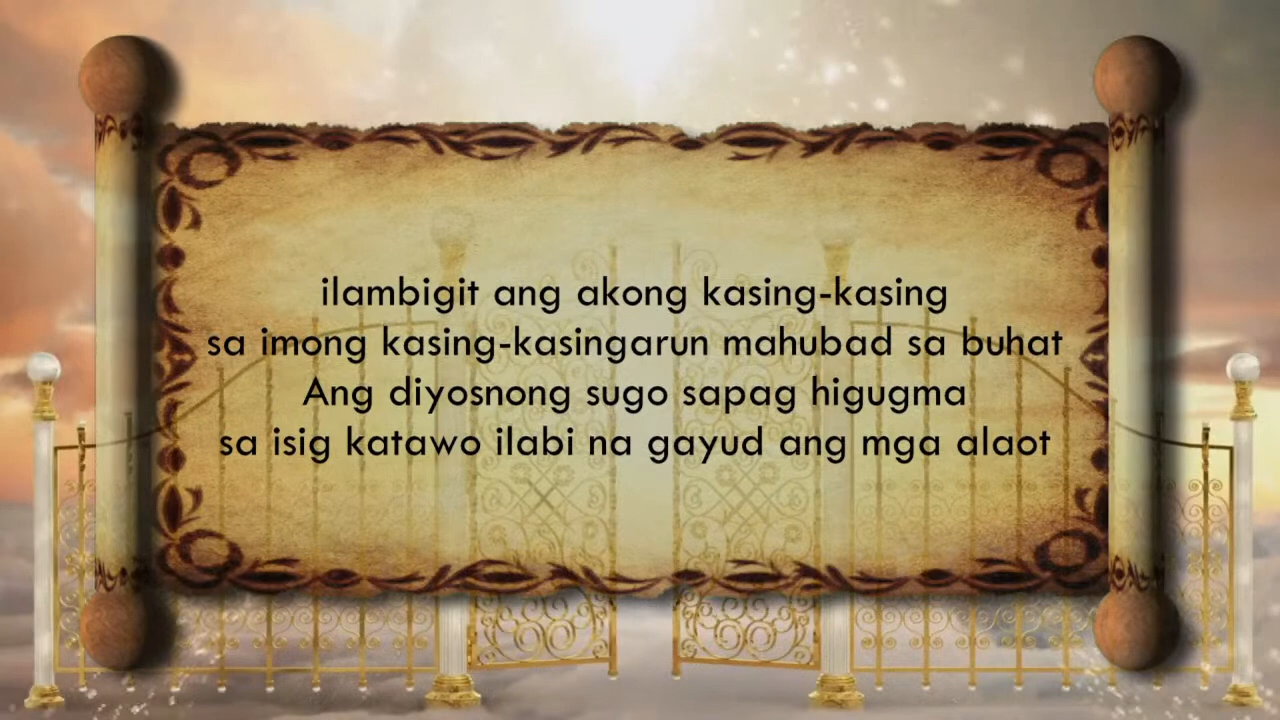 ilambigit ang akong kasing-kasing
sa imong kasing-kasingarun mahubad sa buhat
Ang diyosnong sugo sapag higugma
sa isig katawo ilabi na gayud ang mga alaot